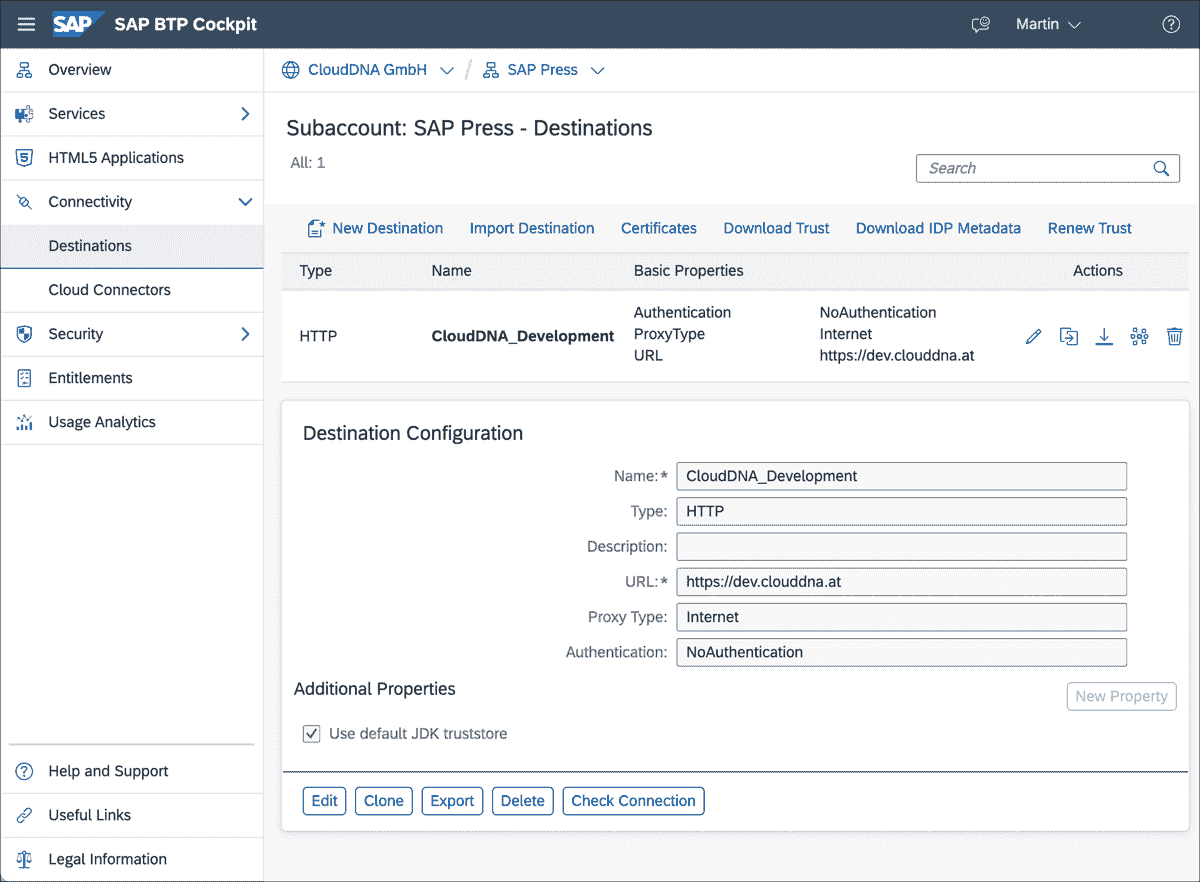 SAP SAP BTP Cockpit
Martin
Overview
Services
HTML5 Applications
Connectivity
Destinations
Cloud Connectors
Security
Entitlements
Usage Analytics
Help and Support
Useful Links
Legal Information
CloudDNA GmbH / SAP Press
Subaccount: SAP Press - Destinations
All: 1
Search
New Destination Import Destination Certificates Download Trust Download IDP Metadata Renew Trust
Type Name Basic Properties Actions
HTTP CloudDNA_Development
Authentication NoAuthentication
ProxyType Internet
URL https://dev.clouddna.at
Destination Configuration
Name:* CloudDNA_Development
Type: HTTP
Description:
URL:* https://dev.clouddna.at
Proxy Type: Internet
Authentication: NoAuthentication
Additional Properties
New Property
Use default JDK truststore
Edit Clone Export Delete Check Connection